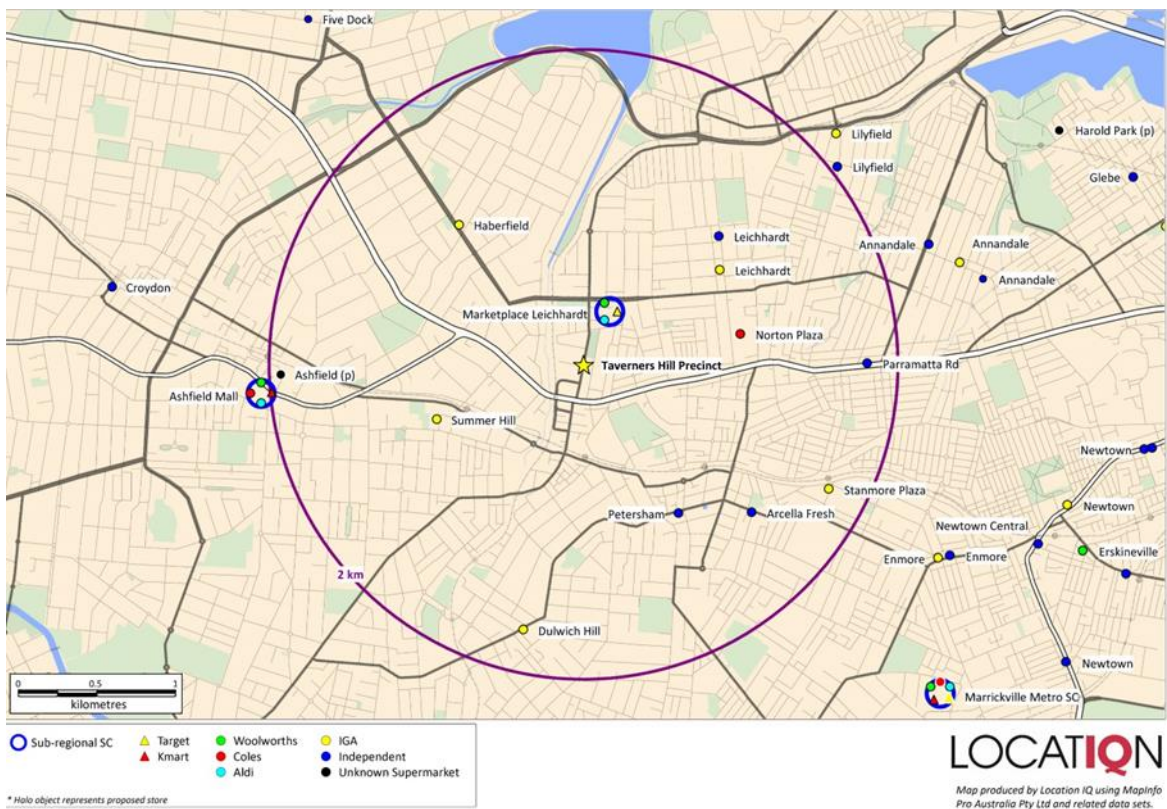 Five Dock
Harold Park (p)
Lilyfield
Lilyfield
Glebe
Haberfield
Leichhardt
Annandale
Annandale
Leichhardt
Annandale
Croydon
Marketplace Leichhardt
Norton Plaza
Taverners Hill Precinct
Parramatta Rd
Ashfield (p)
Ashfield Mall
Summer Hill
Newtown
Stanmore Plaza
Newtown
Petersham
Arcella Fresh
Newtown Central
Enmore
Enmore
Erskineville
2 km
Dulwich Hill
Newtown
Marrickville Metro SC
0 0.5 1
kilometres
Sub-regional SC
Target
Kmart
Woolworths
Coles
Aldi
IGA
Independent
Unknown Supermarket
* Halo object represents proposed store
LOCATIQN
Map produced by Location IQ using MapInfo
Pro Australia Pty Ltd and related data sets.